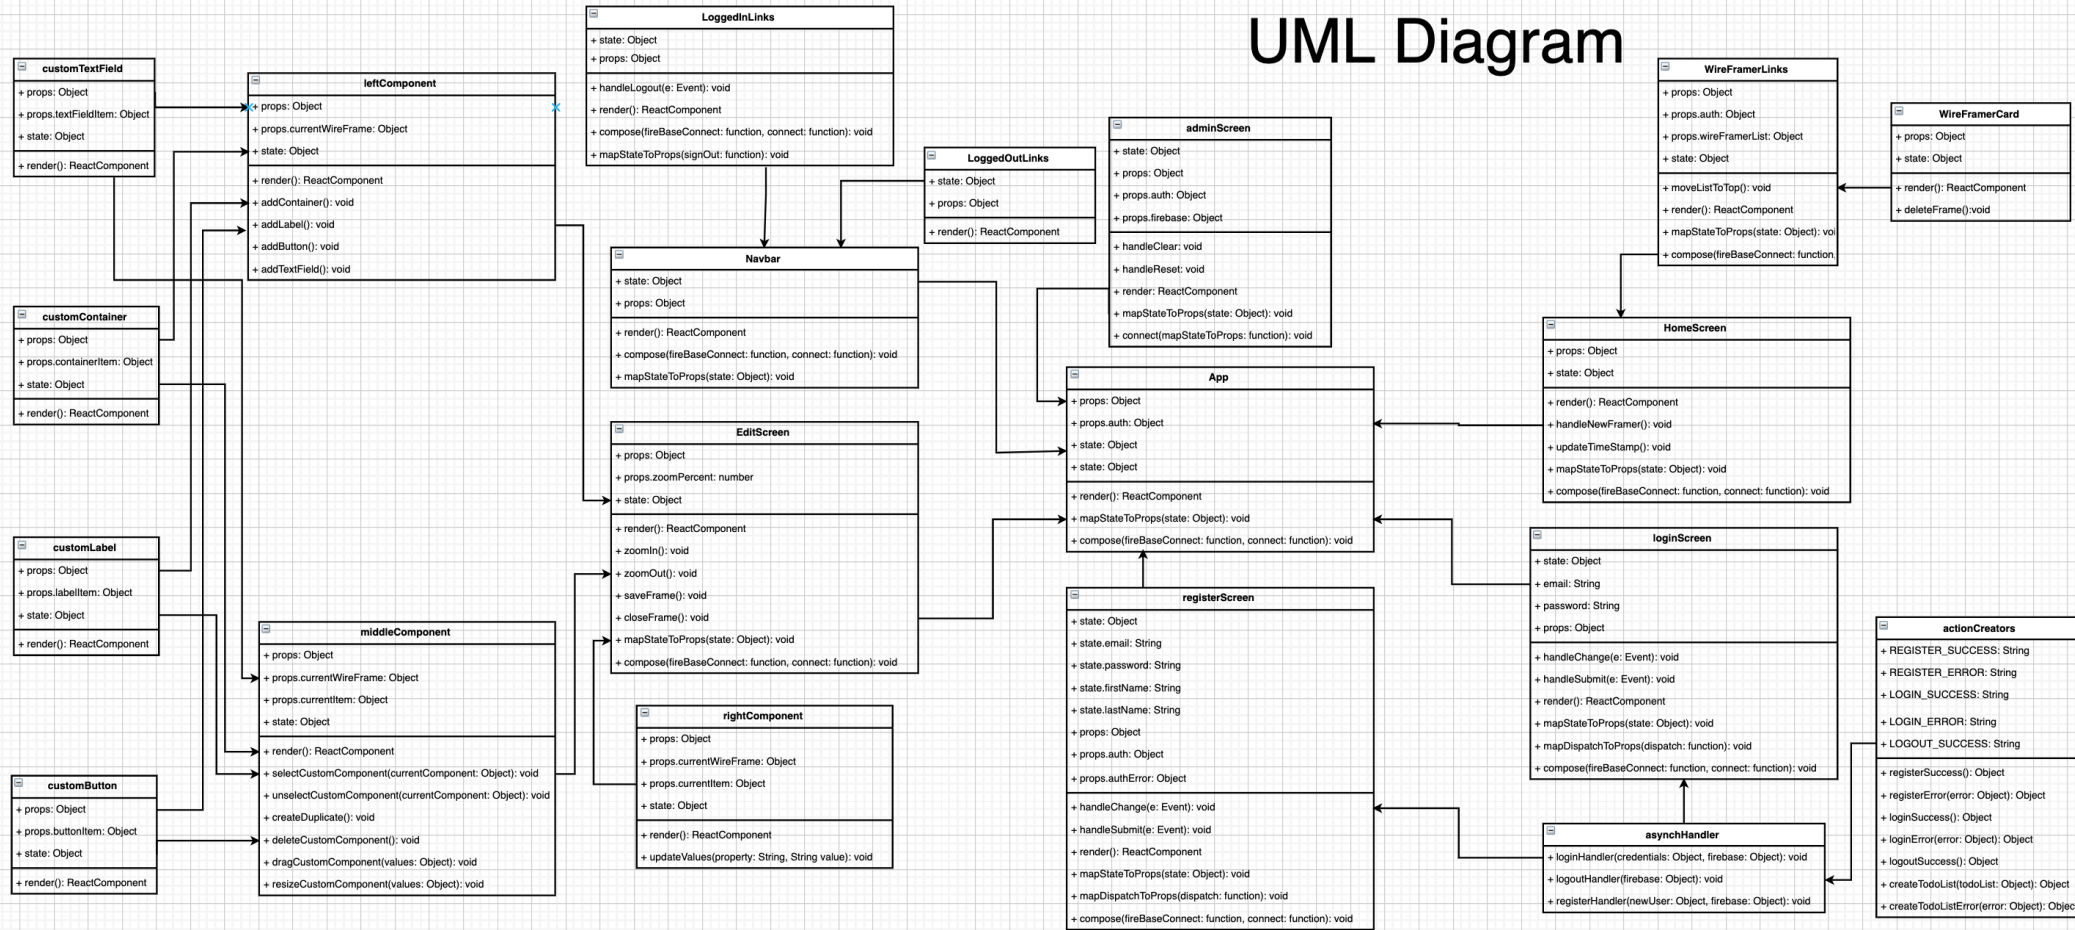 UML Diagram
customTextField
+ props: Object
+ props.textFieldItem: Object
+ state: Object
+ render(): ReactComponent
leftComponent
+ props: Object
+ props.currentWireFrame: Object
+ state: Object
+ render(): ReactComponent
+ addContainer(): void
+ addLabel(): void
+ addButton(): void
+ addTextField(): void
LoggedInLinks
+ state: Object
+ props: Object
+ handleLogout(e: Event): void
+ render(): ReactComponent
+ compose(fireBaseConnect: function, connect: function): void
+ mapStateToProps(signOut: function): void
LoggedOutLinks
+ state: Object
+ props: Object
+ render(): ReactComponent
adminScreen
+ state: Object
+ props: Object
+ props.auth: Object
+ props.firebase: Object
+ handleClear: void
+ handleReset: void
+ render: ReactComponent
+ mapStateToProps(state: Object): void
+ connect(mapStateToProps: function): void
WireFramerLinks
+ props: Object
+ props.auth: Object
+ props.wireFramerList: Object
+ state: Object
+ moveListToTop(): void
+ render(): ReactComponent
+ mapStateToProps(state: Object): voi
+ compose(fireBaseConnect: function,
WireFramerCard
+ props: Object
+ state: Object
+ render(): ReactComponent
+ deleteFrame():void
customContainer
+ props: Object
+ props.containerItem: Object
+ state: Object
+ render(): ReactComponent
Navbar
+ state: Object
+ props: Object
+ render(): ReactComponent
+ compose(fireBaseConnect: function, connect: function): void
+ mapStateToProps(state: Object): void
App
+ props: Object
+ props.auth: Object
+ state: Object
+ state: Object
+ render(): ReactComponent
+ mapStateToProps(state: Object): void
+ compose(fireBaseConnect: function, connect: function): void
HomeScreen
+ props: Object
+ state: Object
+ render(): ReactComponent
+ handleNewFramer(): void
+ updateTimeStamp(): void
+ mapStateToProps(state: Object): void
+ compose(fireBaseConnect: function, connect: function): void
EditScreen
+ props: Object
+ props.zoomPercent: number
+ state: Object
+ render(): ReactComponent
+ zoomIn(): void
+ zoomOut(): void
+ saveFrame(): void
+ closeFrame(): void
+ mapStateToProps(state: Object): void
+ compose(fireBaseConnect: function, connect: function): void
customLabel
+ props: Object
+ props.labelItem: Object
+ state: Object
+ render(): ReactComponent
middleComponent
+ props: Object
+ props.currentWireFrame: Object
+ props.currentItem: Object
+ state: Object
+ render(): ReactComponent
+ selectCustomComponent(currentComponent: Object): void
+ unselectCustomComponent(currentComponent: Object): void
+ createDuplicate(): void
+ deleteCustomComponent(): void
+ dragCustomComponent(values: Object): void
+ resizeCustomComponent(values: Object): void
rightComponent
+ props: Object
+ props.currentWireFrame: Object
+ props.currentItem: Object
+ state: Object
+ render(): ReactComponent
+ updateValues(property: String, String value): void
registerScreen
+ state: Object
+ state.email: String
+ state.password: String
+ state.firstName: String
+ state.lastName: String
+ props: Object
+ props.auth: Object
+ props.authError: Object
+ handleChange(e: Event): void
+ handleSubmit(e: Event): void
+ render(): ReactComponent
+ mapStateToProps(state: Object): void
+ mapDispatchToProps(dispatch: function): void
+ compose(fireBaseConnect: function, connect: function): void
loginScreen
+ state: Object
+ email: String
+ password: String
+ props: Object
+ handleChange(e: Event): void
+ handleSubmit(e: Event): void
+ render(): ReactComponent
+ mapStateToProps(state: Object): void
+ mapDispatchToProps(dispatch: function): void
+ compose(fireBaseConnect: function, connect: function): void
actionCreators
+ REGISTER_SUCCESS: String
+ REGISTER_ERROR: String
+ LOGIN_SUCCESS: String
+ LOGIN_ERROR: String
+ LOGOUT_SUCCESS: String
+ registerSuccess(): Object
+ registerError(error: Object): Object
+ loginSuccess(): Object
+ loginError(error: Object): Object
+ logoutSuccess(): Object
+ createTodoList(todoList: Object): Object
+ createTodoListError(error: Object): Objec
customButton
+ props: Object
+ props.buttonItem: Object
+ state: Object
+ render(): ReactComponent
asynchHandler
+ loginHandler(credentials: Object, firebase: Object): void
+ logoutHandler(firebase: Object): void
+ registerHandler(newUser: Object, firebase: Object): void